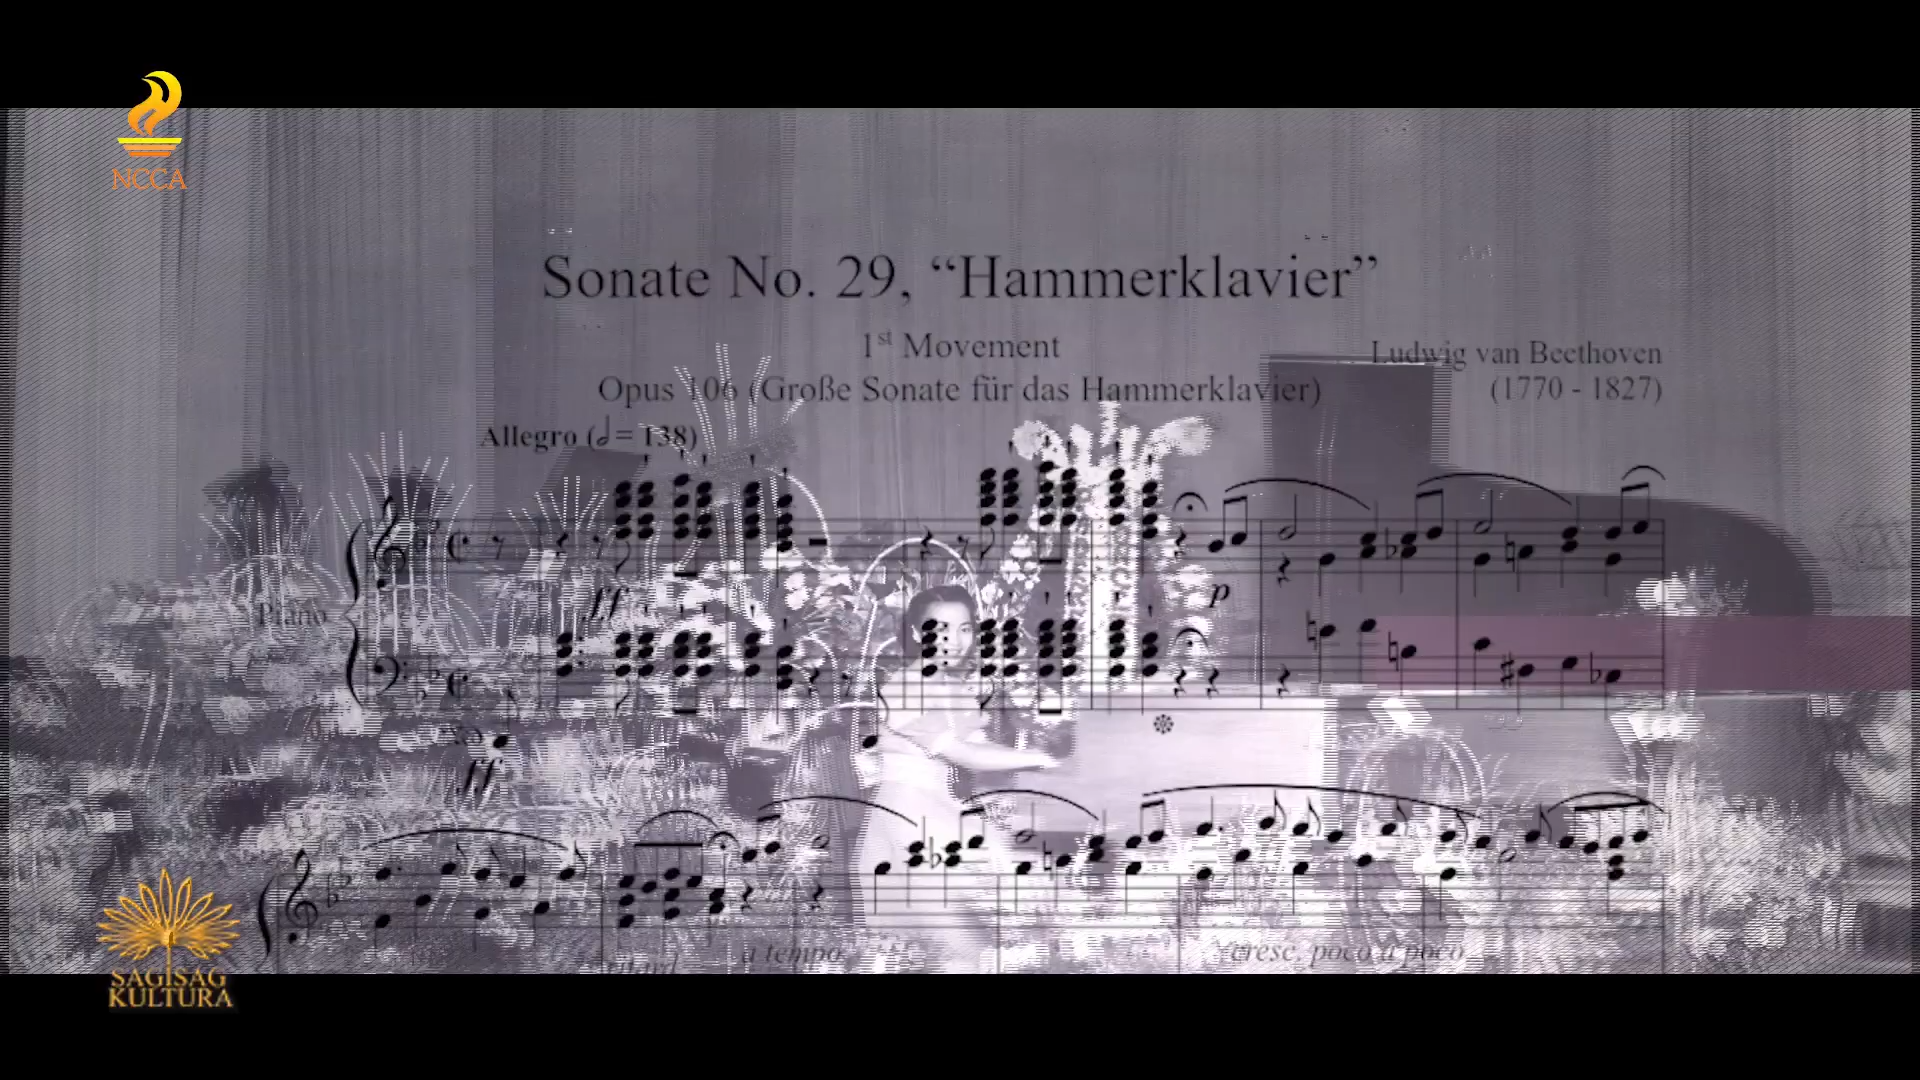 NCCA
Sonate No. 29, “Hammerklavier”
1st Movement
Ludwig van Beethoven
Opus 106 (Große Sonate für das Hammerklavier)
(1770 - 1827)
Allegro (𝅗𝅥 = 138)
ff
p
Piano
ff
a tempo
cresc. poco a poco
SAGISAG
KULTURA